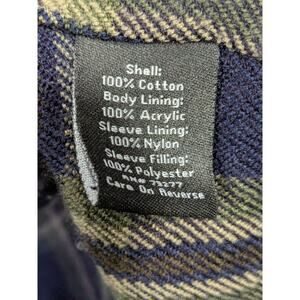 Shell:
100% Cotton
Body Lining:
100% Acrylic
Sleeve Lining:
100% Nylon
Sleeve Filling:
100% Polyester
RN# 73277
Care On Reverse